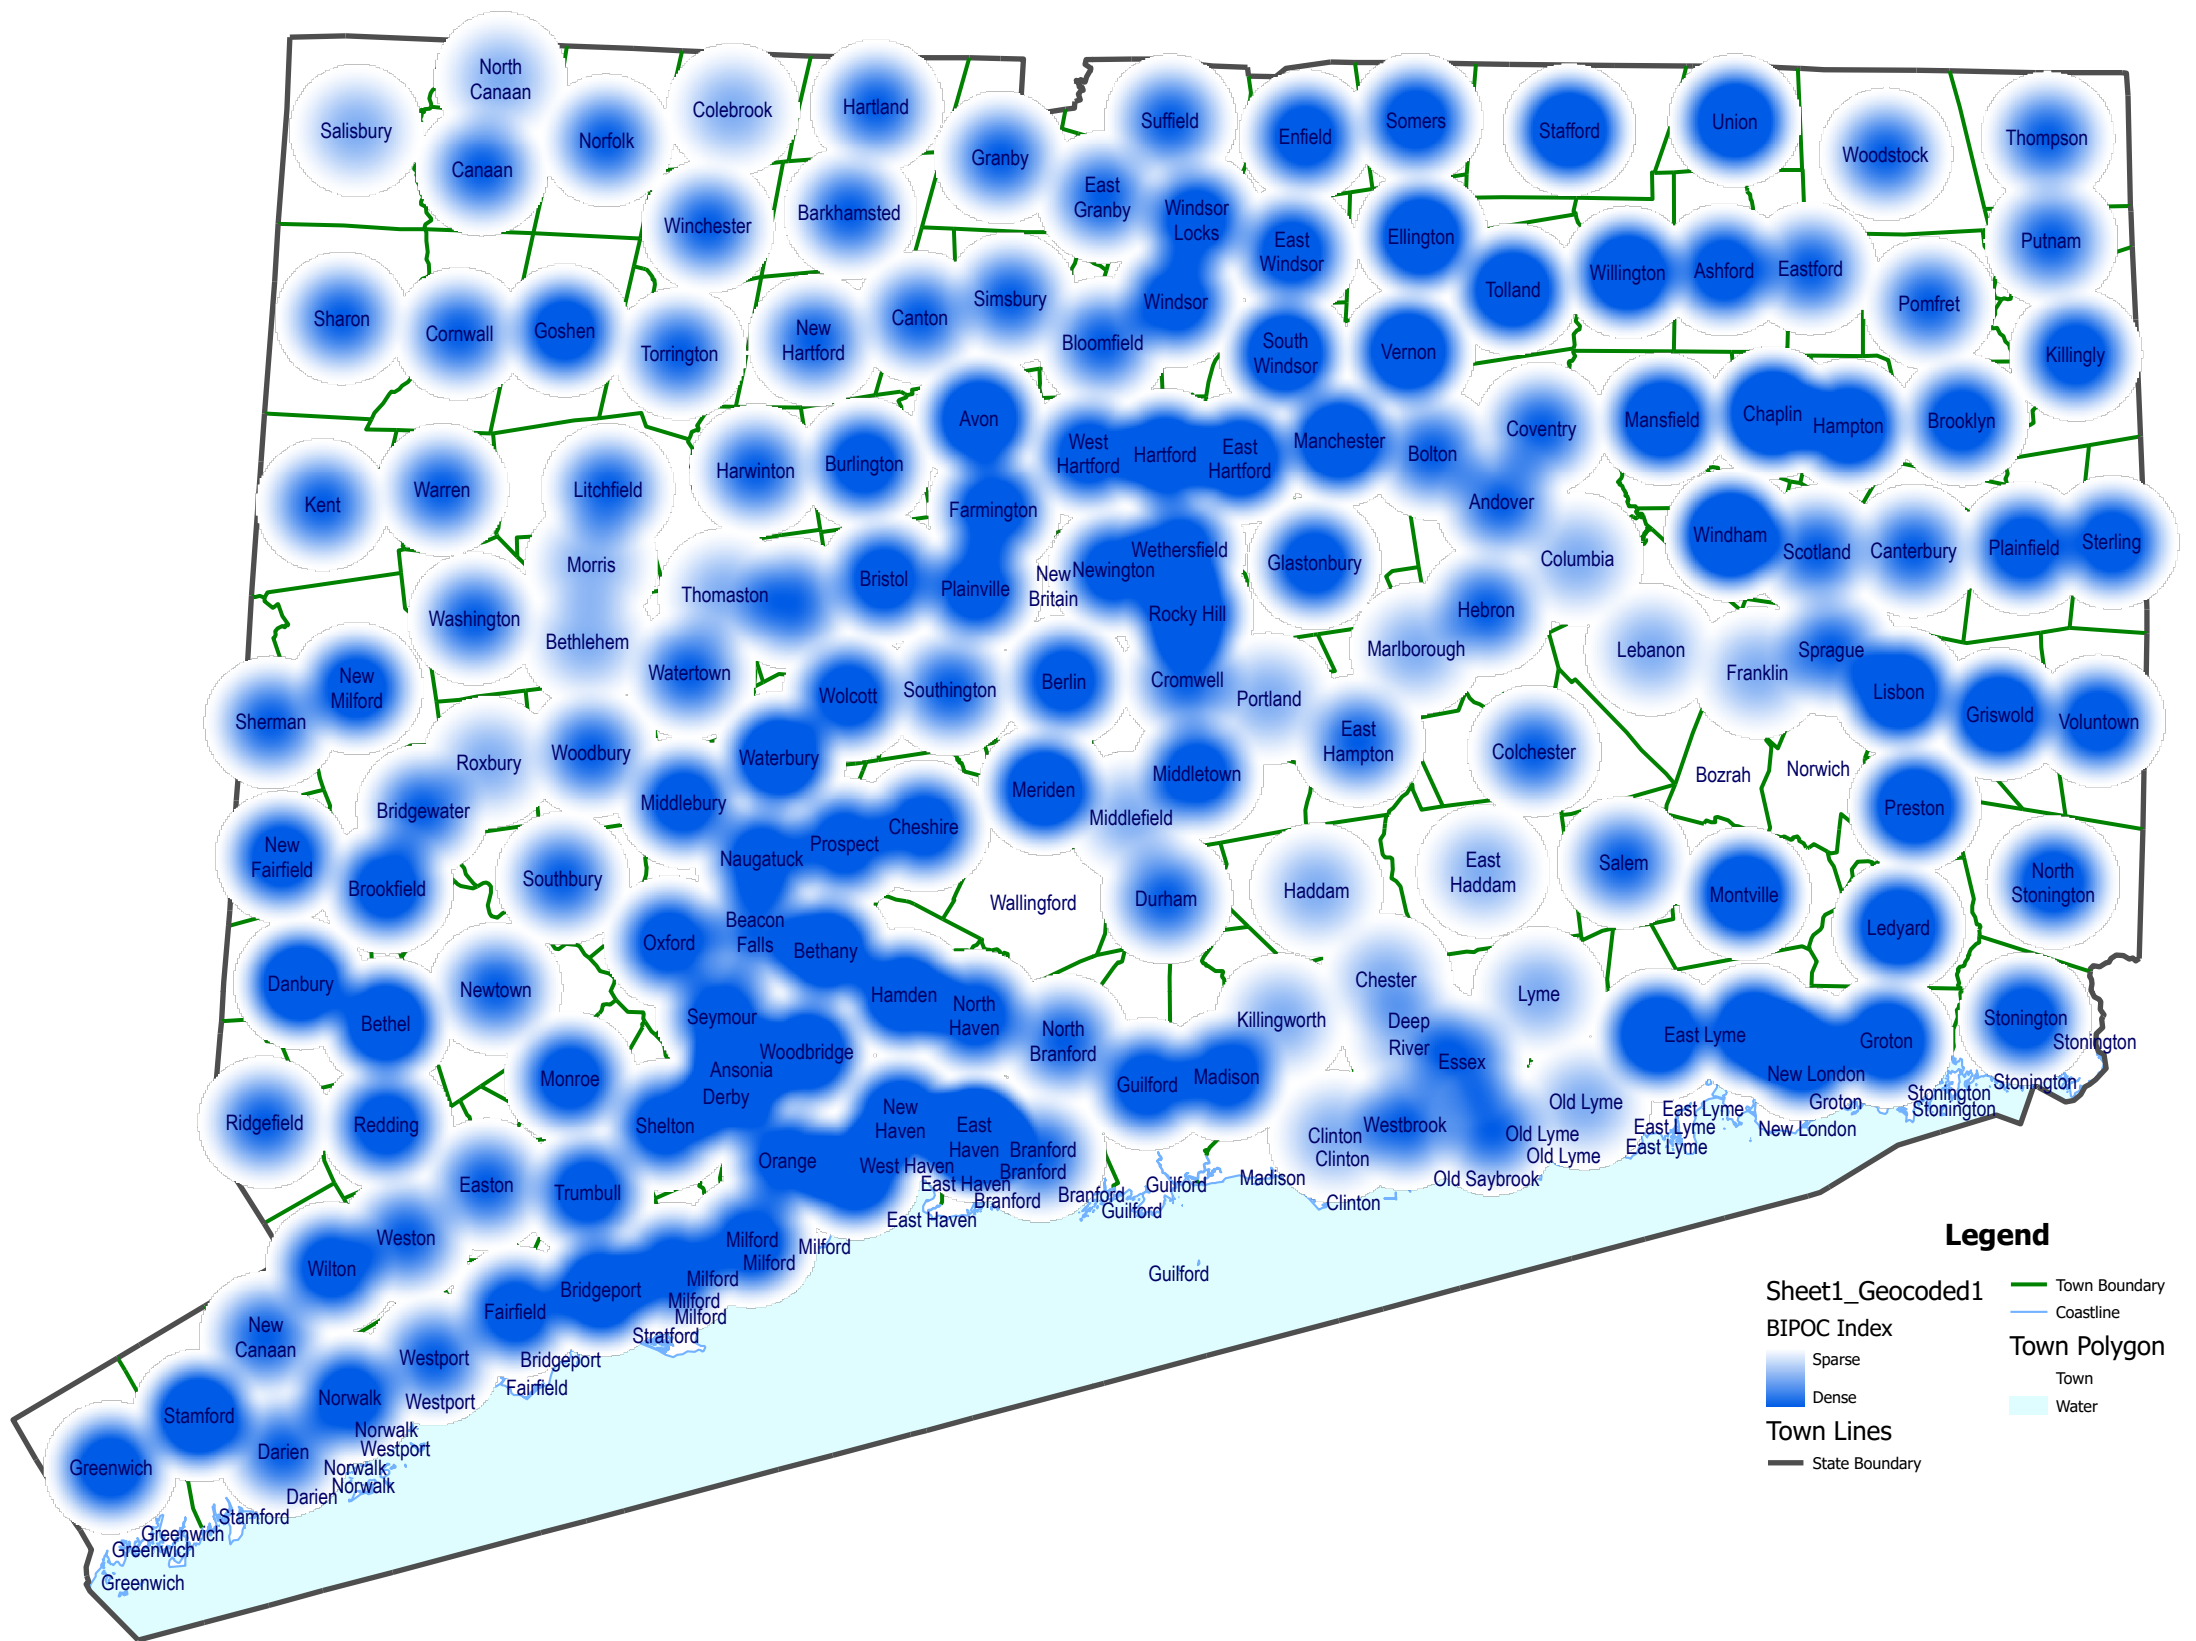 North
Canaan
Salisbury
Colebrook
Hartland
Canaan
Norfolk
Granby
Suffield
Enfield
Somers
Stafford
Union
Woodstock
Thompson
Winchester
Barkhamsted
East
Granby
Windsor
Locks
East
Windsor
Ellington
Tolland
Willington
Ashford
Eastford
Pomfret
Putnam
Sharon
Cornwall
Goshen
Torrington
New
Hartford
Canton
Simsbury
Bloomfield
Windsor
South
Windsor
Vernon
Killingly
Avon
West
Hartford
Hartford
East
Hartford
Manchester
Bolton
Coventry
Mansfield
Chaplin
Hampton
Brooklyn
Kent
Warren
Litchfield
Harwinton
Burlington
Farmington
Andover
Morris
Thomaston
Bristol
Plainville
New
Britain
Newington
Wethersfield
Glastonbury
Columbia
Windham
Scotland
Canterbury
Plainfield
Sterling
Washington
Bethlehem
Watertown
Rocky Hill
Hebron
Marlborough
Lebanon
Franklin
Sprague
Lisbon
Griswold
Voluntown
Sherman
New
Milford
Wolcott
Southington
Berlin
Cromwell
Portland
East
Hampton
Colchester
Bozrah
Norwich
Roxbury
Woodbury
Waterbury
Bridgewater
Middlebury
Meriden
Middletown
Middlefield
Preston
New
Fairfield
Brookfield
Southbury
Naugatuck
Prospect
Cheshire
Wallingford
Durham
Haddam
East
Haddam
Salem
Montville
Ledyard
North
Stonington
Oxford
Beacon
Falls
Bethany
Danbury
Bethel
Newtown
Seymour
Hamden
North
Haven
North
Branford
Killingworth
Chester
Deep
River
Essex
Lyme
East Lyme
New London
Groton
Stonington
Stonington
Stonington
Stonington
Stonington
Groton
Ridgefield
Redding
Monroe
Woodbridge
Ansonia
Derby
Shelton
Guilford
Madison
New
Haven
East
Haven
Branford
Branford
Branford
Branford
Orange
West Haven
East Haven
East Haven
Guilford
Guilford
Madison
Clinton
Clinton
Clinton
Westbrook
Old Saybrook
Old Lyme
Old Lyme
Old Lyme
East Lyme
East Lyme
East Lyme
New London
Easton
Trumbull
Weston
Wilton
Milford
Milford
Milford
Milford
Milford
Milford
Stratford
Bridgeport
Bridgeport
Fairfield
Fairfield
Guilford
New
Canaan
Westport
Westport
Norwalk
Norwalk
Westport
Norwalk
Norwalk
Stamford
Darien
Darien
Stamford
Greenwich
Greenwich
Greenwich
Greenwich
Legend
Sheet1_Geocoded1
BIPOC Index
Sparse
Dense
Town Lines
State Boundary
Town Boundary
Coastline
Town Polygon
Town
Water